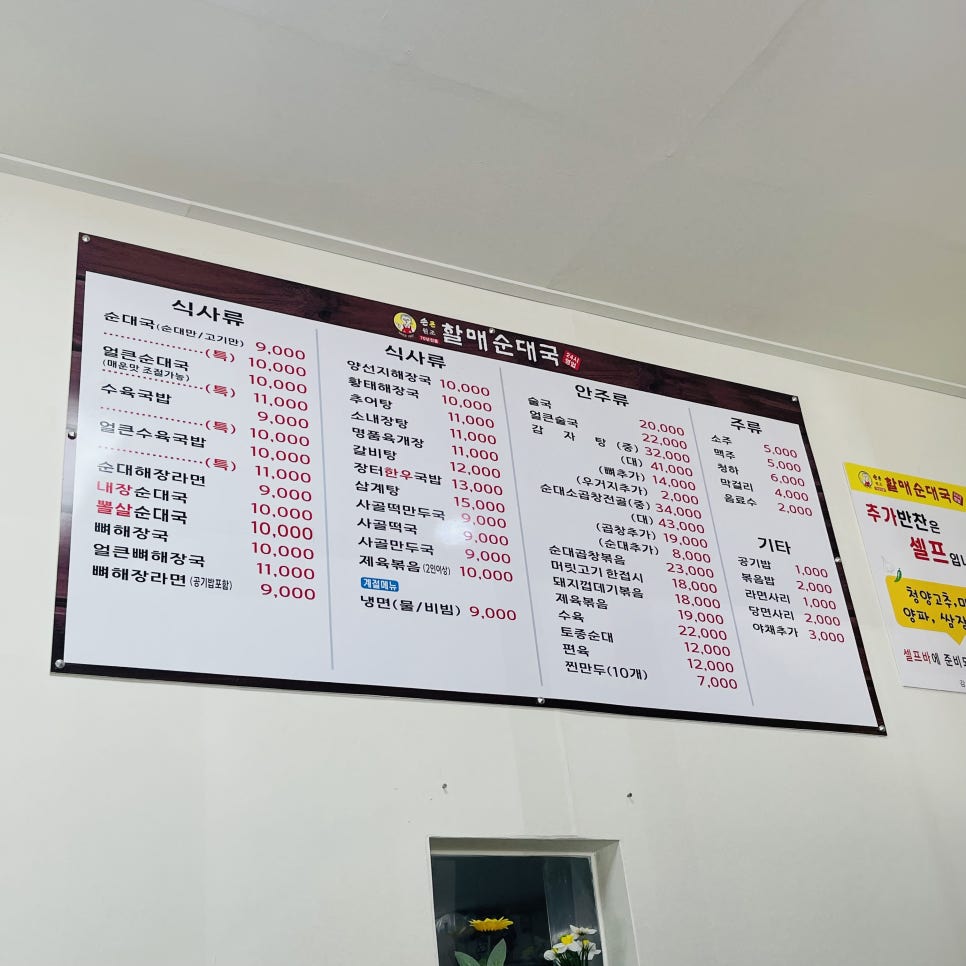 손큰
원조
70년전통
할매순대국
24시
영업
식사류
순대국(순대만/고기만) 9,000
(특) 10,000
얼큰순대국 10,000
(매운맛 조절가능)
(특) 11,000
수육국밥 9,000
(특) 10,000
얼큰수육국밥 10,000
(특) 11,000
순대해장라면 9,000
내장순대국 10,000
뽈살순대국 10,000
뼈해장국 10,000
얼큰뼈해장국 11,000
뼈해장라면 (공기밥포함) 9,000
식사류
양선지해장국 10,000
황태해장국 10,000
추어탕 11,000
소내장탕 11,000
명품육개장 11,000
갈비탕 12,000
장터한우국밥 13,000
삼계탕 15,000
사골떡만두국 9,000
사골떡국 9,000
사골만두국 9,000
제육볶음 (2인이상) 10,000
계절메뉴
냉면(물/비빔) 9,000
안주류
술국 20,000
얼큰술국 22,000
감 자 탕 (중) 32,000
(대) 41,000
(뼈추가) 14,000
(우거지추가) 2,000
순대소곱창전골(중) 34,000
(대) 43,000
(곱창추가) 19,000
(순대추가) 8,000
순대곱창볶음 23,000
머릿고기 한접시 18,000
돼지껍데기볶음 18,000
제육볶음 19,000
수육 22,000
토종순대 12,000
편육 12,000
찐만두(10개) 7,000
주류
소주 5,000
맥주 5,000
청하 6,000
막걸리 4,000
음료수 2,000
기타
공기밥 1,000
볶음밥 2,000
라면사리 1,000
당면사리 2,000
야채추가 3,000
할매순대국
추가반찬은
셀프입니
청양고추,
양파, 쌈장
셀프바에 준비되